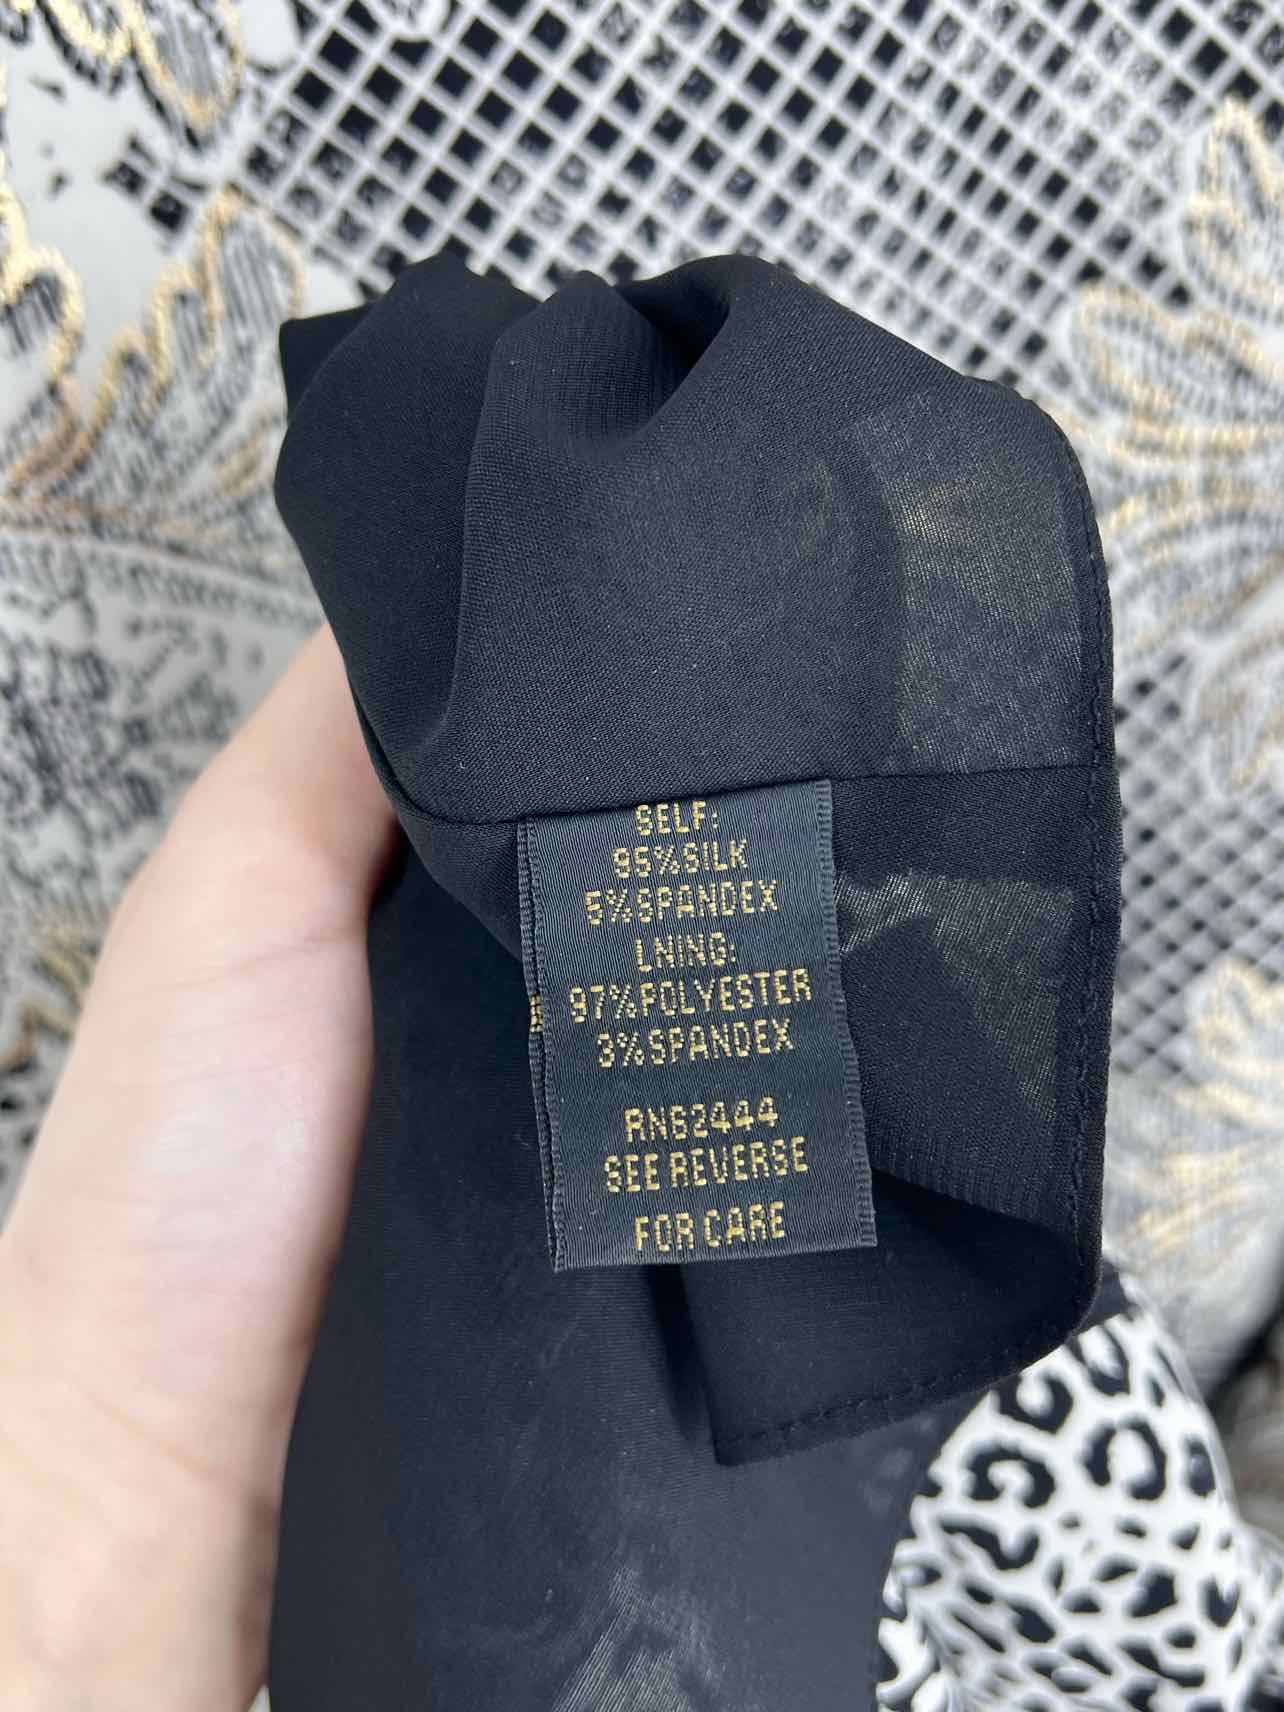 SELF:
95%SILK
5%SPANDEX
LNING:
97%POLYESTER
3%SPANDEX
RN62444
SEE REVERSE
FOR CARE